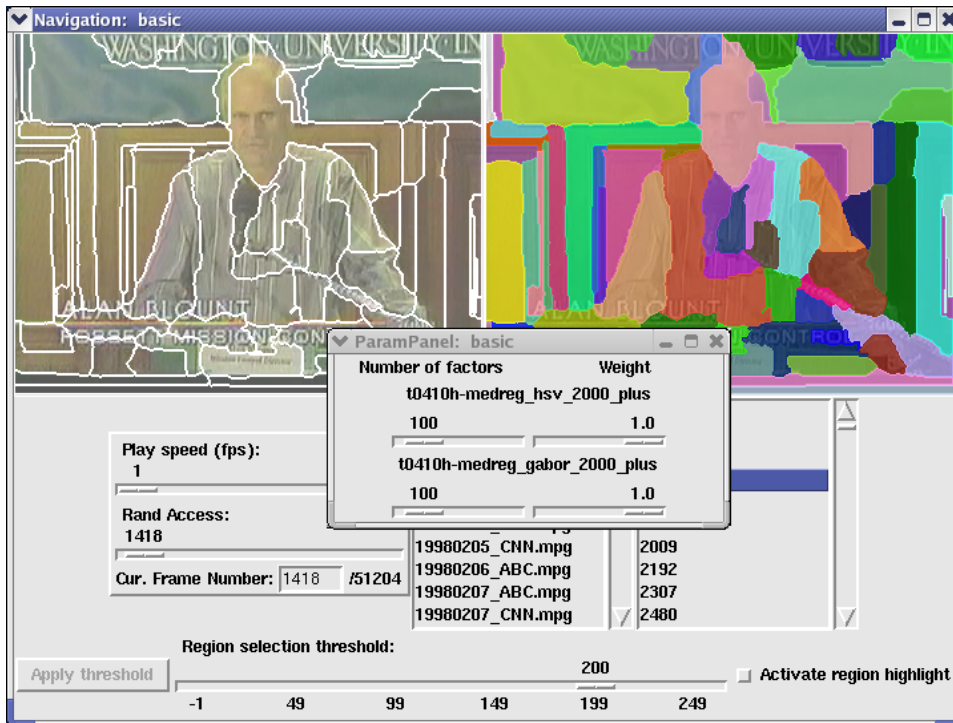 Navigation: basic
WASHINGTON UNIVERSITY IN
WASHINGTON UNIVERSITY IN
ALAN BLOUNT
ParamPanel: basic
Number of factors Weight
t0410h-medreg_hsv_2000_plus
100 1.0
t0410h-medreg_gabor_2000_plus
100 1.0
Play speed (fps):
1
Rand Access:
1418
Cur. Frame Number: 1418 /51204
19980205_CNN.mpg 2009
19980206_ABC.mpg 2192
19980207_ABC.mpg 2307
19980207_CNN.mpg 2480
Region selection threshold:
Apply threshold
200
Activate region highlight
-1 49 99 149 199 249